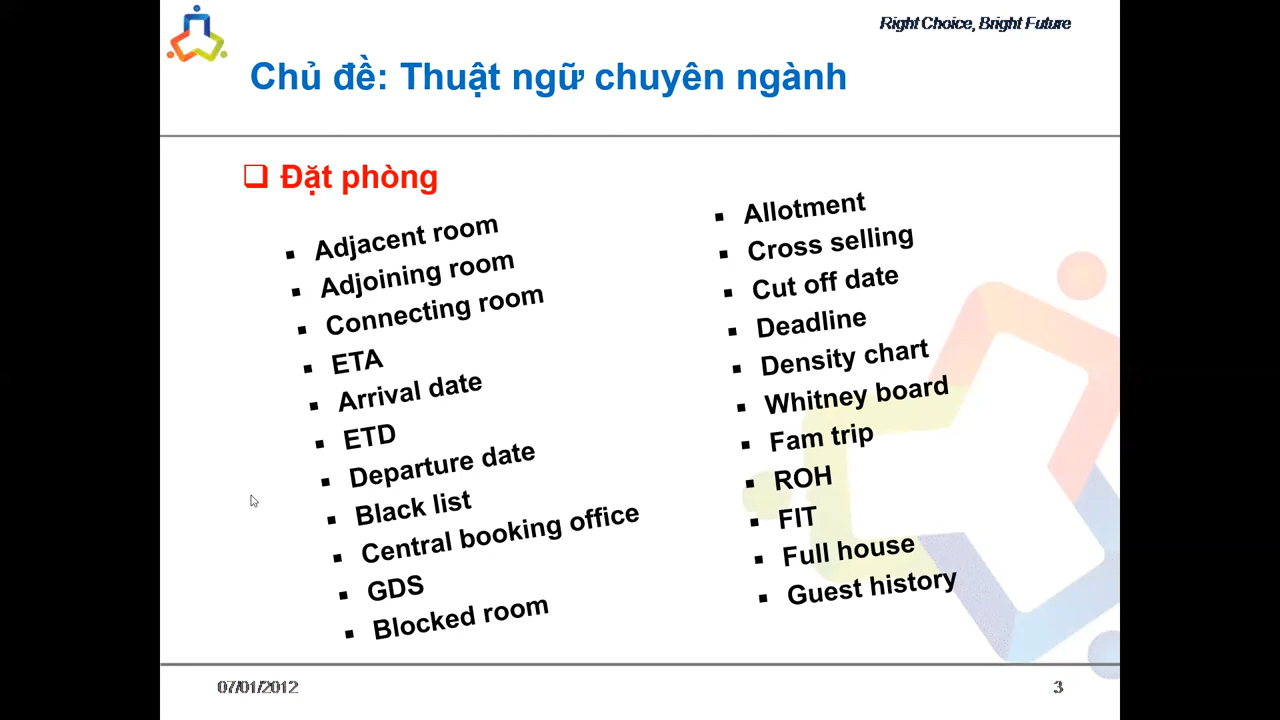 Right Choice, Bright Future
Chủ đề: Thuật ngữ chuyên ngành
Đặt phòng
Adjacent room
Adjoining room
Connecting room
ETA
Arrival date
ETD
Departure date
Black list
Central booking office
GDS
Blocked room
Allotment
Cross selling
Cut off date
Deadline
Density chart
Whitney board
Fam trip
ROH
FIT
Full house
Guest history
07/01/2012
3